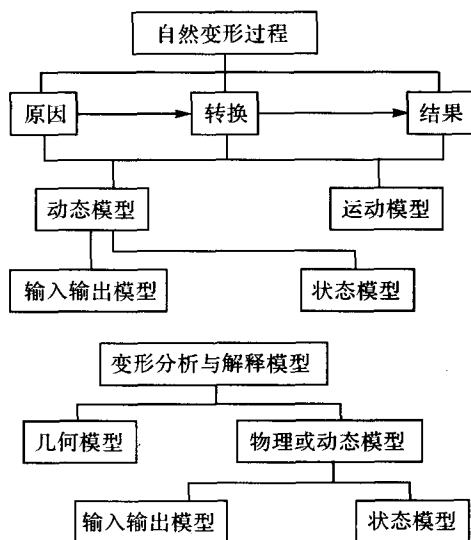 自然变形过程
原因 转换 结果
动态模型 运动模型
输入输出模型 状态模型
变形分析与解释模型
几何模型 物理或动态模型
输入输出模型 状态模型